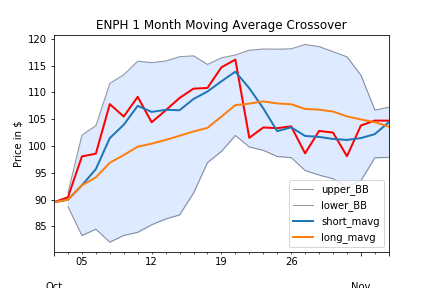 ENPH 1 Month Moving Average Crossover
120
115
110
105
100
95
90
85
Price in $
upper_BB
lower_BB
short_mavg
long_mavg
05
12
19
26
Oct
Nov